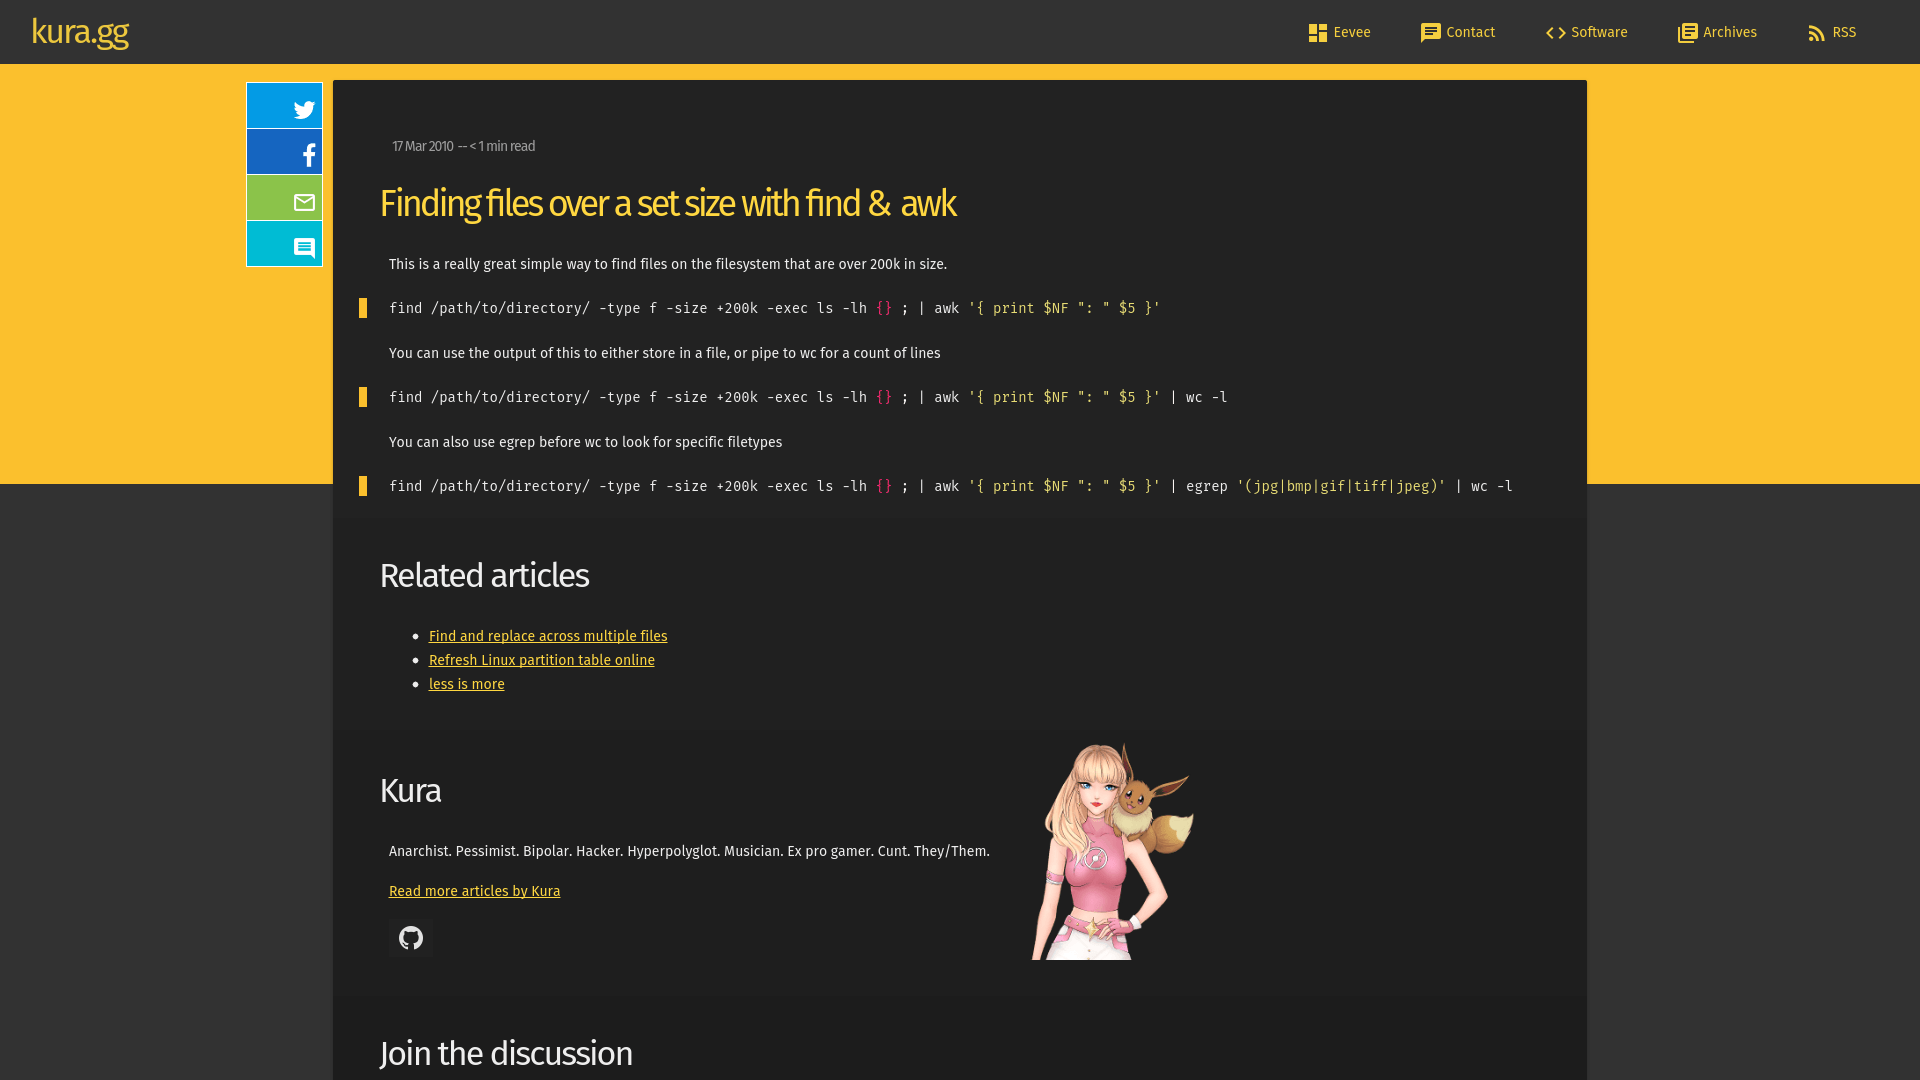 kura.gg
Eevee
Contact
Software
Archives
RSS
17 Mar 2010 -- < 1 min read
Finding files over a set size with find & awk
This is a really great simple way to find files on the filesystem that are over 200k in size.
find /path/to/directory/ -type f -size +200k -exec ls -lh {} ; | awk '{ print $NF ": " $5 }'
You can use the output of this to either store in a file, or pipe to wc for a count of lines
find /path/to/directory/ -type f -size +200k -exec ls -lh {} ; | awk '{ print $NF ": " $5 }' | wc -l
You can also use egrep before wc to look for specific filetypes
find /path/to/directory/ -type f -size +200k -exec ls -lh {} ; | awk '{ print $NF ": " $5 }' | egrep '(jpg|bmp|gif|tiff|jpeg)' | wc -l
Related articles
Find and replace across multiple files
Refresh Linux partition table online
less is more
Kura
Anarchist. Pessimist. Bipolar. Hacker. Hyperpolyglot. Musician. Ex pro gamer. Cunt. They/Them.
Read more articles by Kura
Join the discussion